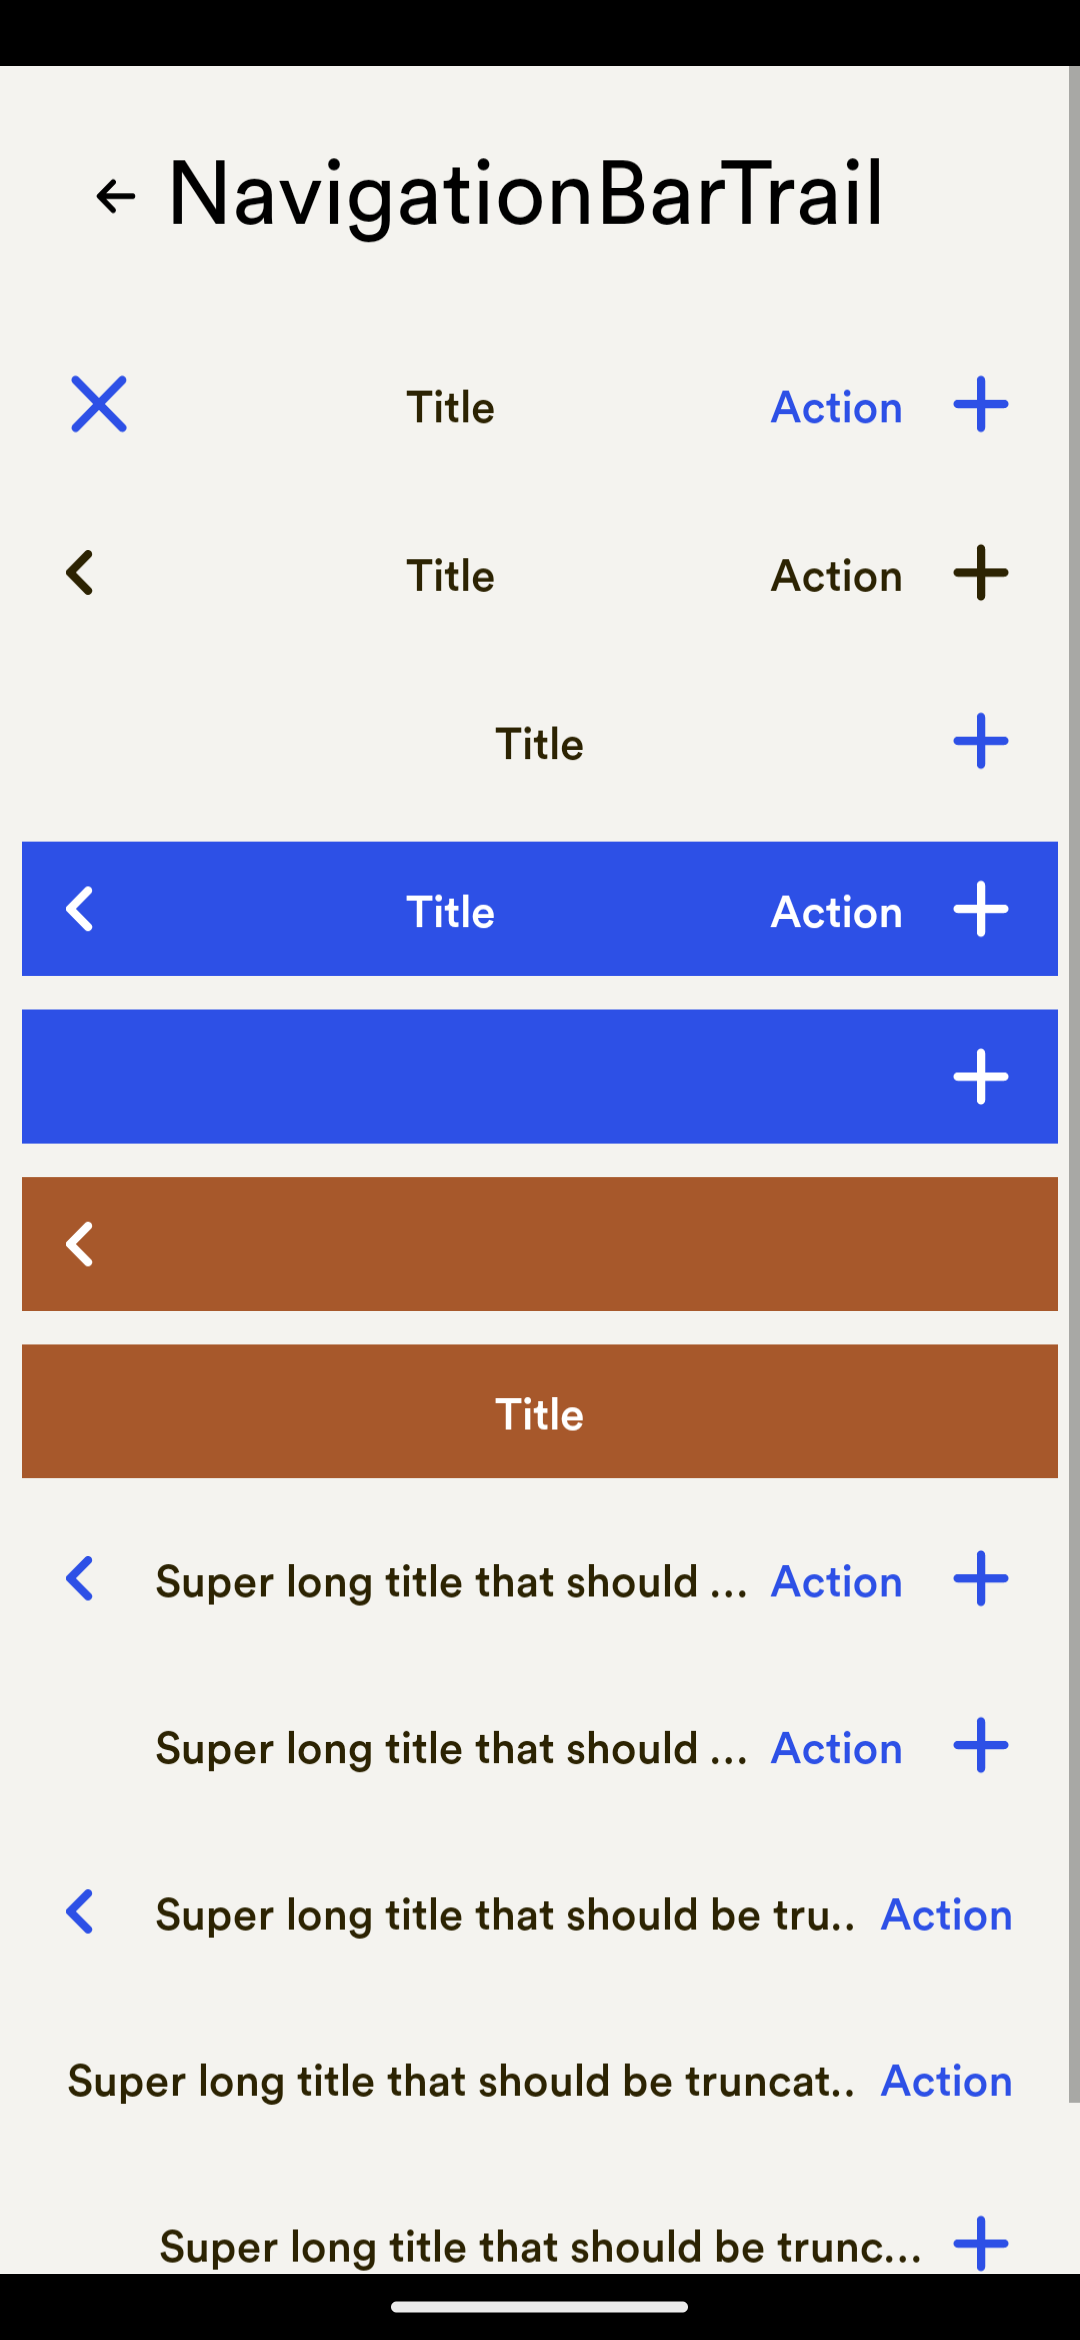 NavigationBarTrail
Title Action
Title Action
Title
Title Action
Title
Super long title that should ... Action
Super long title that should ... Action
Super long title that should be tru.. Action
Super long title that should be truncat.. Action
Super long title that should be trunc...